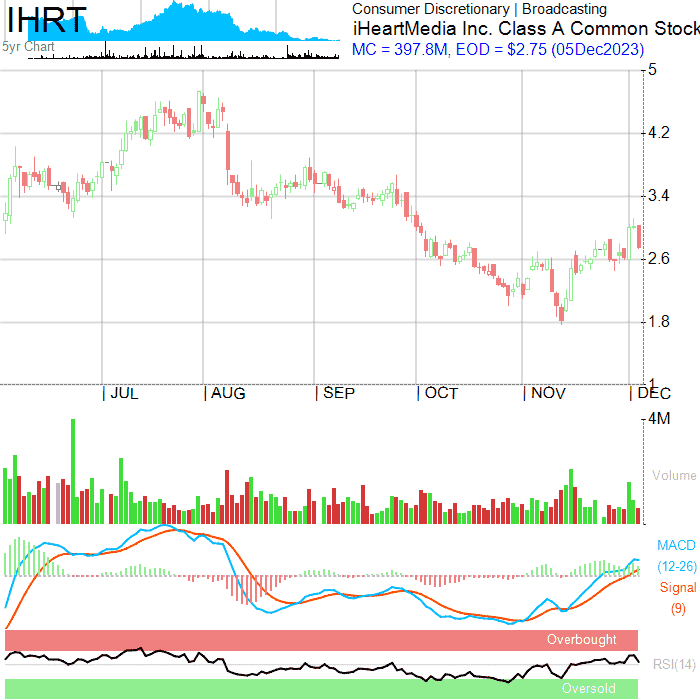 IHRT
5yr Chart
Consumer Discretionary | Broadcasting
iHeartMedia Inc. Class A Common Stock
MC = 397.8M, EOD = $2.75 (05Dec2023)
5
4.2
3.4
2.6
1.8
1
| JUL | AUG | SEP | OCT | NOV | DEC
4M
Volume
MACD
(12-26)
Signal
(9)
Overbought
RSI(14)
Oversold